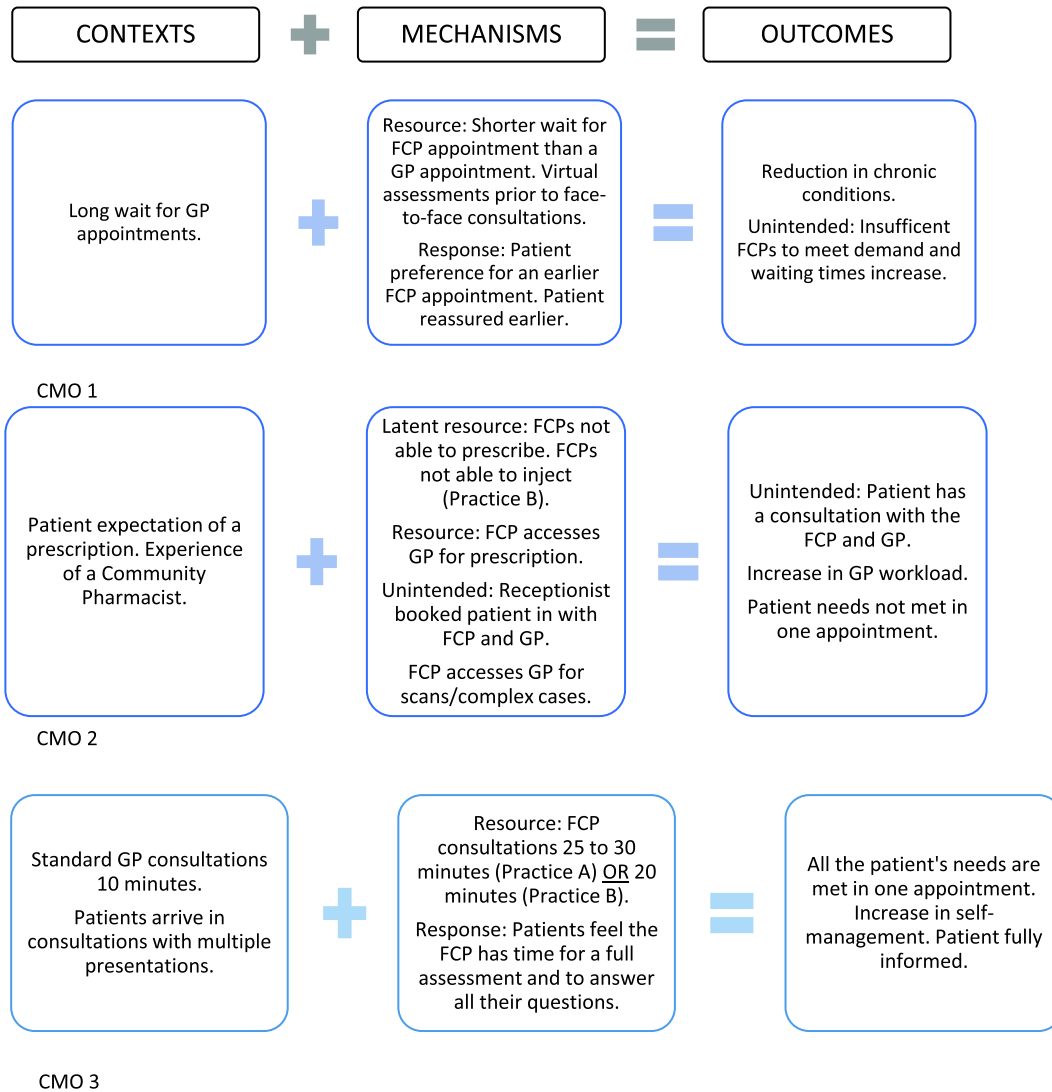 CONTEXTS
MECHANISMS
OUTCOMES
Long wait for GP
appointments.
Resource: Shorter wait for
FCP appointment than a
GP appointment. Virtual
assessments prior to face-
to-face consultations.
Response: Patient
preference for an earlier
FCP appointment. Patient
reassured earlier.
Reduction in chronic
conditions.
Unintended: Insufficent
FCPs to meet demand and
waiting times increase.
CMO 1
Patient expectation of a
prescription. Experience
of a Community
Pharmacist.
Latent resource: FCPs not
able to prescribe. FCPs
not able to inject
(Practice B).
Resource: FCP accesses
GP for prescription.
Unintended: Receptionist
booked patient in with
FCP and GP.
FCP accesses GP for
scans/complex cases.
Unintended: Patient has
a consultation with the
FCP and GP.
Increase in GP workload.
Patient needs not met in
one appointment.
CMO 2
Standard GP consultations
10 minutes.
Patients arrive in
consultations with multiple
presentations.
Resource: FCP
consultations 25 to 30
minutes (Practice A) OR 20
minutes (Practice B).
Response: Patients feel the
FCP has time for a full
assessment and to answer
all their questions.
All the patient's needs are
met in one appointment.
Increase in self-
management. Patient fully
informed.
CMO 3